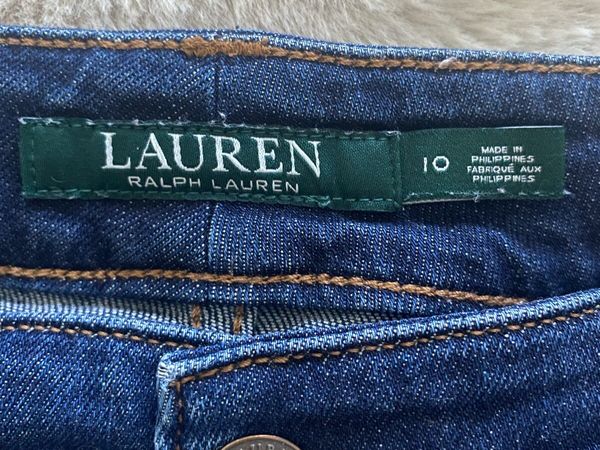 LAUREN
RALPH LAUREN
10
MADE IN
PHILIPPINES
FABRIQUÉ AUX
PHILIPPINES